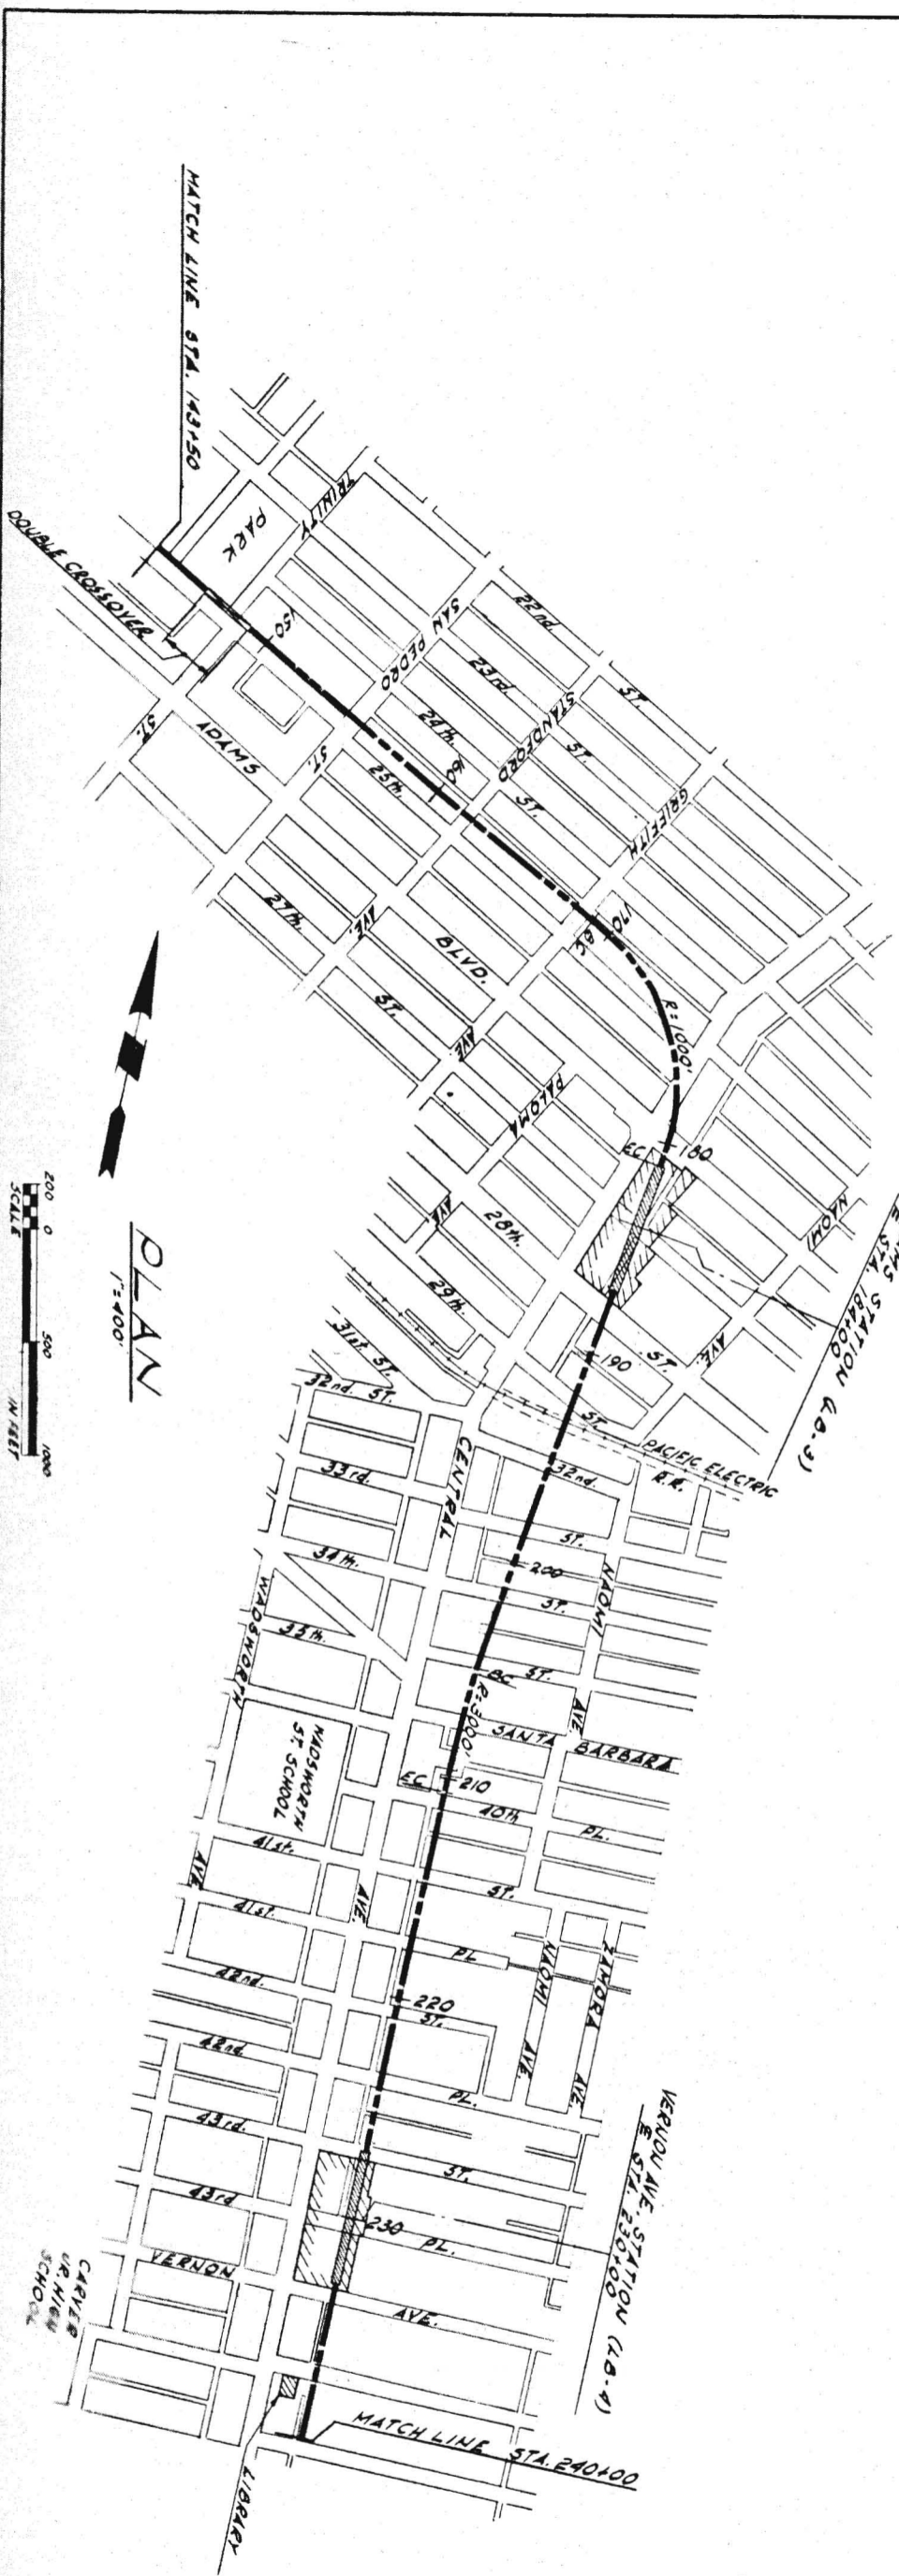 MATCH LINE STA. 143+50
DOUBLE CROSSOVER
PARK
TRINITY
ST.
150
ADAMS
BLVD.
SAN PEDRO
ST.
22nd.
ST.
23rd.
ST.
24th.
ST.
25th.
160
STANDFORD
AVE.
GRIFFITH
AVE.
27th.
ST.
170
BC
R=1000'
PALOMA
AVE.
EC
180
NAOMI
AVE.
STATION (LB-3)
STA. 184+00
28th.
ST.
29th.
ST.
190
31st. ST.
32nd. ST.
PACIFIC ELECTRIC
R.R.
32nd.
ST.
33rd.
ST.
34th.
ST.
35th.
CENTRAL
AVE.
200
NAOMI
AVE.
WADSWORTH
AVE.
BC
R=3000'
SANTA BARBARA
WADSWORTH
ST. SCHOOL
EC
210
40th
PL.
41st.
ST.
41st.
PL
NAOMI
AVE.
ZAMORA
AVE.
42nd.
220
ST.
42nd
PL.
43rd.
ST.
43rd
PL.
230
VERNON AVE. STATION (LB-4)
℄ STA. 230+00
VERNON
AVE.
CARVER
JR. HIGH
SCHOOL
MATCH LINE STA. 240+00
LIBRARY
PLAN
1"=400'
200 0 500 1000
SCALE IN FEET